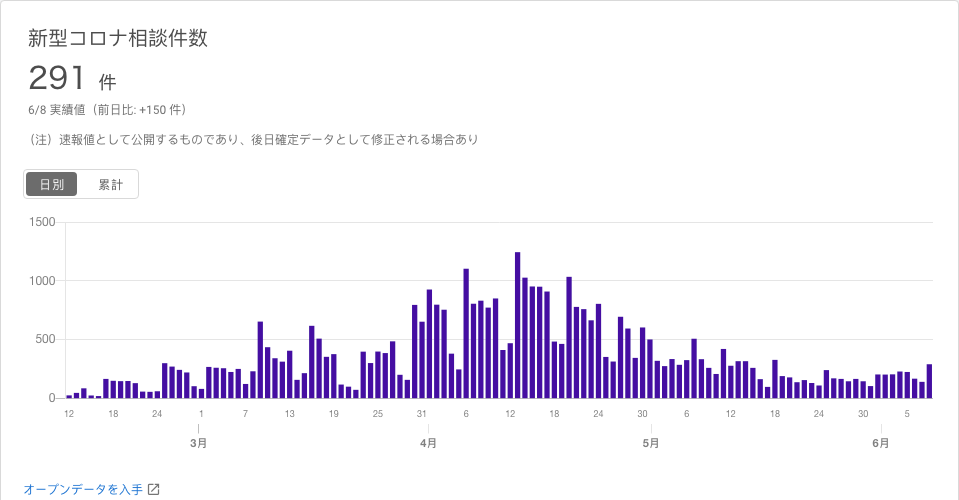 新型コロナ相談件数
291 件
6/8 実績値（前日比: +150 件）
（注）速報値として公開するものであり、後日確定データとして修正される場合あり
日別 累計
1500
1000
500
0
12 18 24 1 7 13 19 25 31 6 12 18 24 30 6 12 18 24 30 5
3月 4月 5月 6月
オープンデータを入手